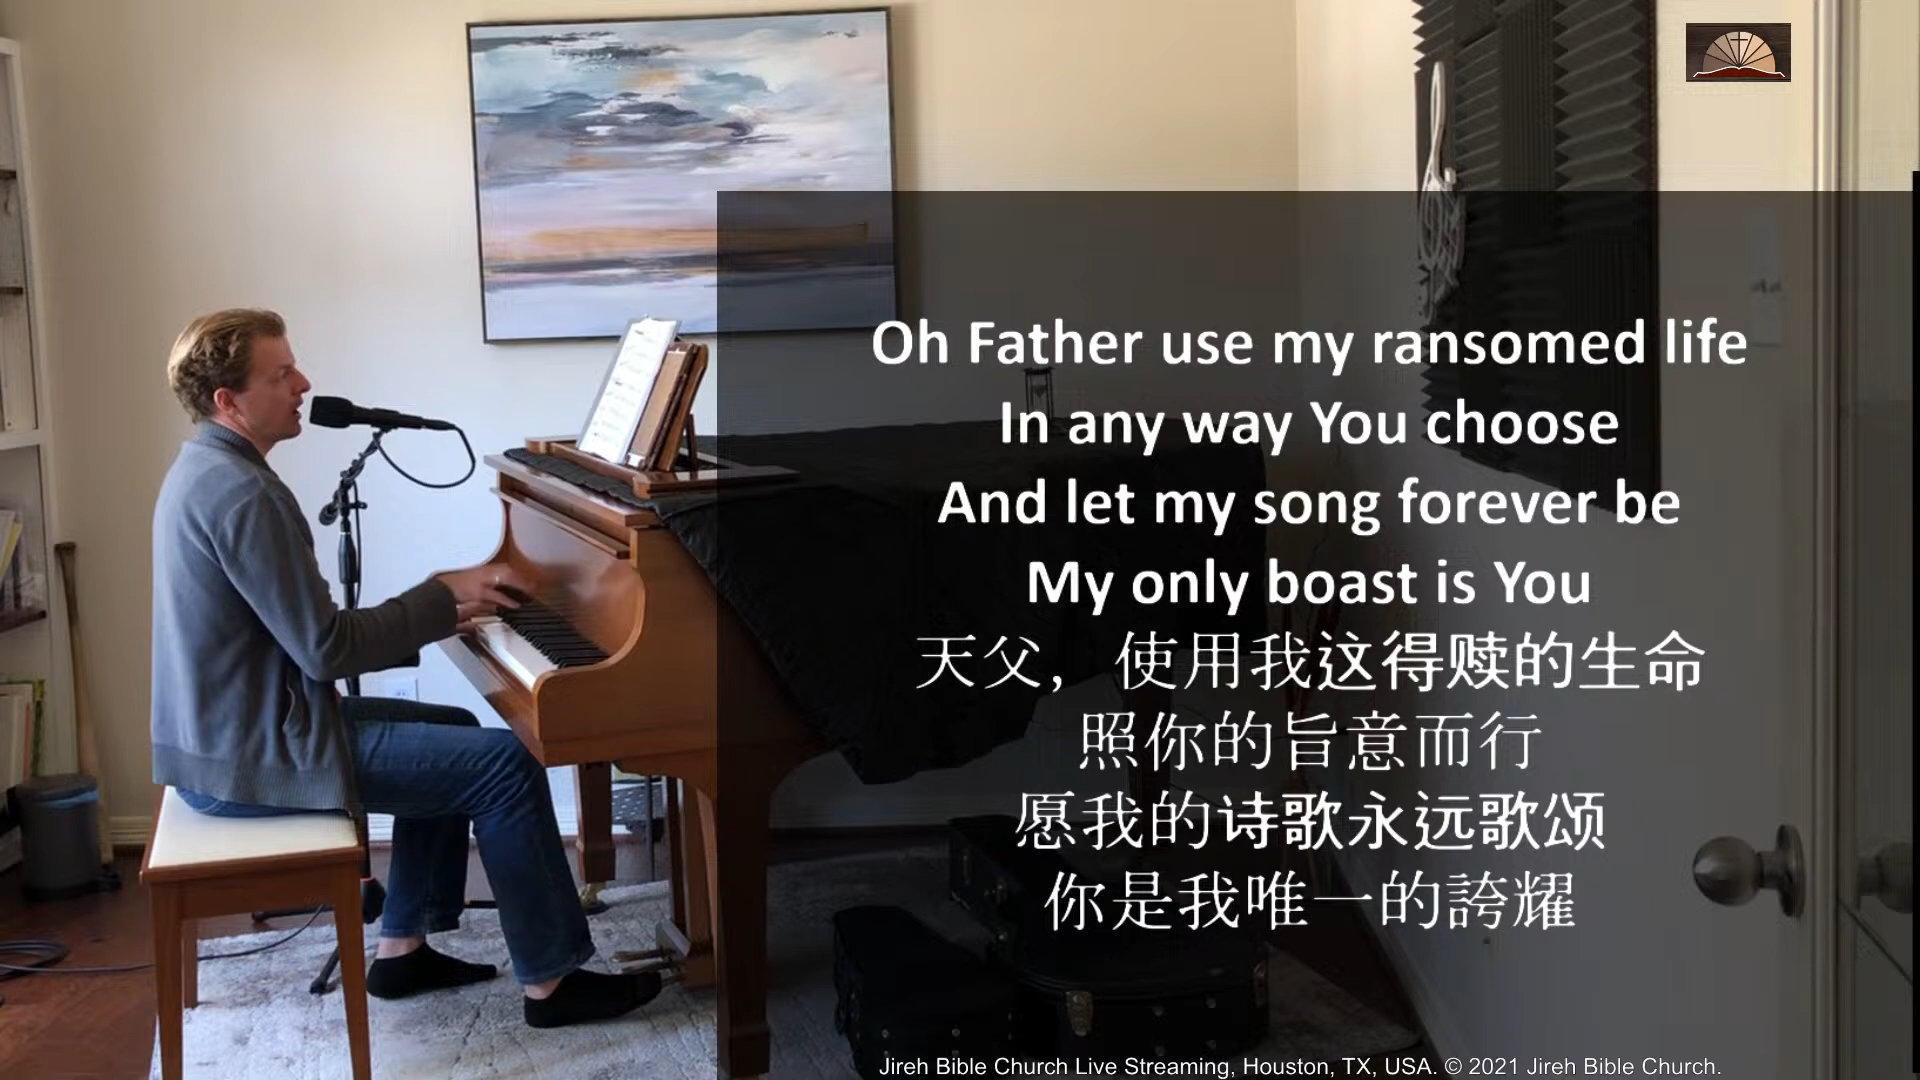 Oh Father use my ransomed life
In any way You choose
And let my song forever be
My only boast is You
天父，使用我这得赎的生命
照你的旨意而行
愿我的诗歌永远歌颂
你是我唯一的誇耀
Jireh Bible Church Live Streaming, Houston, TX, USA. © 2021 Jireh Bible Church.